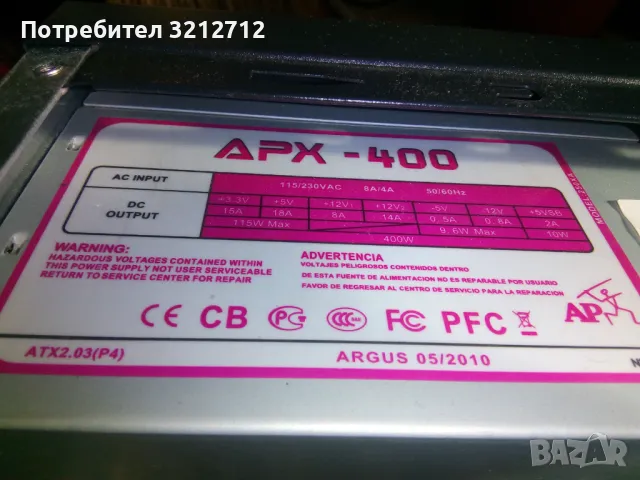 Потребител 3212712
APX -400
AC INPUT 115/230VAC 8A/4A 50/60Hz
DC OUTPUT +3.3V +5V +12V1 +12V2 -5V -12V +5VSB
15A 18A 8A 14A 0.5A 0.8A 2A
115W Max 9.6W Max 10W
400W
WARNING:
HAZARDOUS VOLTAGES CONTAINED WITHIN
THIS POWER SUPPLY NOT USER SERVICEABLE
RETURN TO SERVICE CENTER FOR REPAIR
ADVERTENCIA
VOLTAJES PELIGROSOS CONTENIDOS DENTRO
DE ESTA FUENTE DE ALIMENTACION NO ES REPARABLE POR USUARIO
FAVOR DE REGRESAR AL CENTRO DE SERVICIO PARA LA REPARACION
CE CB FC PFC
AP
ATX2.03(P4) ARGUS 05/2010
BAZAR